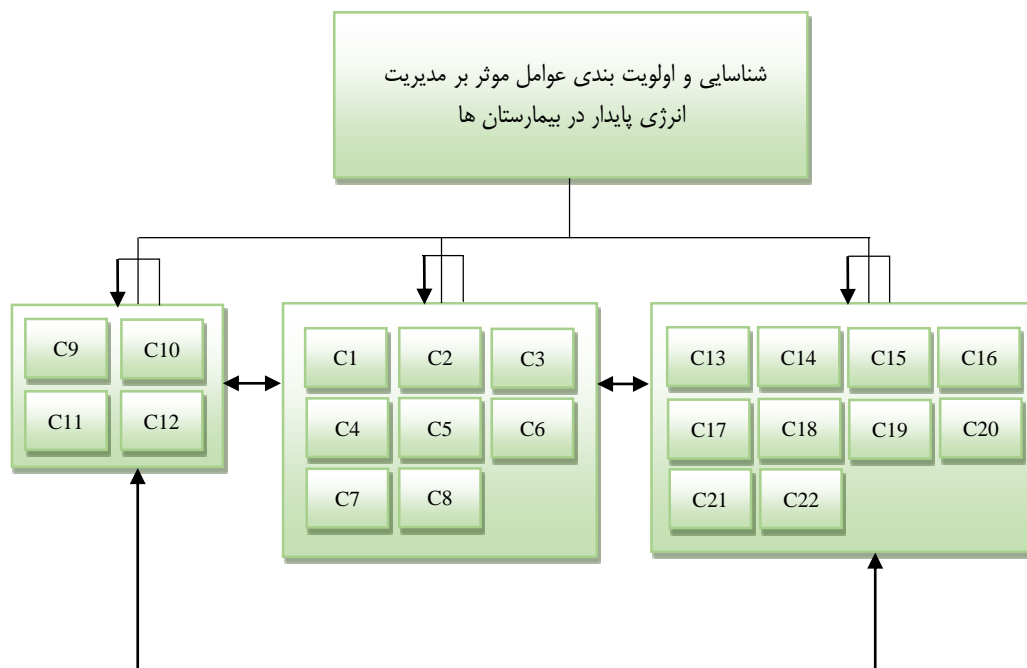 شناسایی و اولویت بندی عوامل موثر بر مدیریت
انرژی پایدار در بیمارستان ها
C9 C10
C11 C12
C1 C2 C3
C4 C5 C6
C7 C8
C13 C14 C15 C16
C17 C18 C19 C20
C21 C22